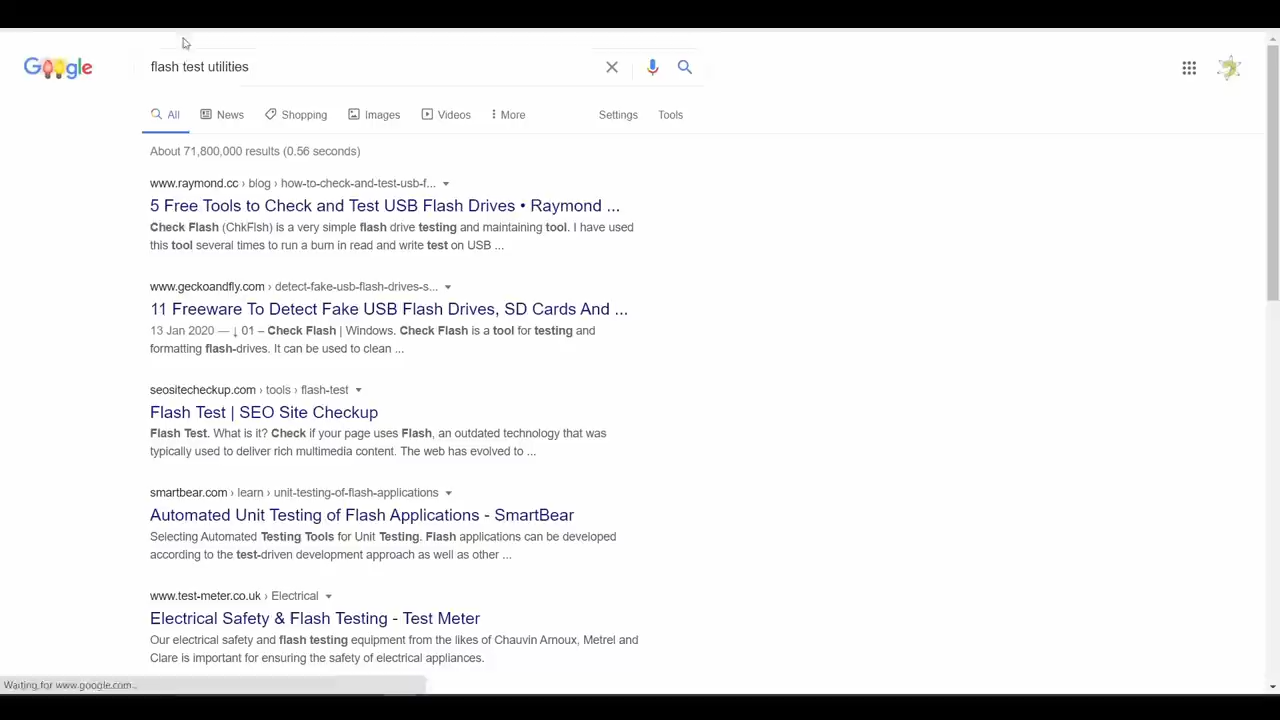 Google
flash test utilities
All News Shopping Images Videos More Settings Tools
About 71,800,000 results (0.56 seconds)
www.raymond.cc › blog › how-to-check-and-test-usb-f...
5 Free Tools to Check and Test USB Flash Drives • Raymond ...
Check Flash (ChkFlsh) is a very simple flash drive testing and maintaining tool. I have used
this tool several times to run a burn in read and write test on USB ...
www.geckoandfly.com › detect-fake-usb-flash-drives-s...
11 Freeware To Detect Fake USB Flash Drives, SD Cards And ...
13 Jan 2020 — ↓ 01 – Check Flash | Windows. Check Flash is a tool for testing and
formatting flash-drives. It can be used to clean ...
seositecheckup.com › tools › flash-test
Flash Test | SEO Site Checkup
Flash Test. What is it? Check if your page uses Flash, an outdated technology that was
typically used to deliver rich multimedia content. The web has evolved to ...
smartbear.com › learn › unit-testing-of-flash-applications
Automated Unit Testing of Flash Applications - SmartBear
Selecting Automated Testing Tools for Unit Testing. Flash applications can be developed
according to the test-driven development approach as well as other ...
www.test-meter.co.uk › Electrical
Electrical Safety & Flash Testing - Test Meter
Our electrical safety and flash testing equipment from the likes of Chauvin Arnoux, Metrel and
Clare is important for ensuring the safety of electrical appliances.
Waiting for www.google.com...